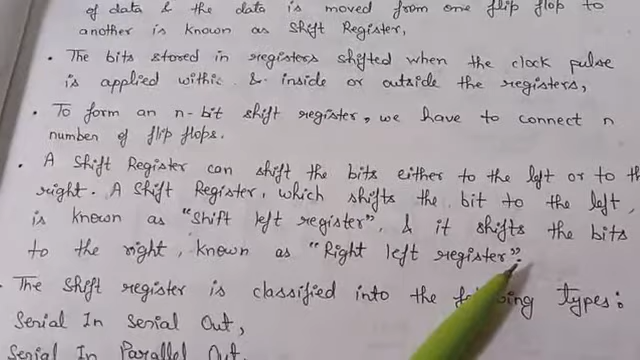 of data & the data is moved from one flip flop to
another is known as Shift Register,
• The bits stored in registers shifted when the clock pulse
is applied within & inside or outside the registers,
• To form an n-bit shift register, we have to connect n
number of flip flops.
• A Shift Register can shift the bits either to the left or to the
right. A Shift Register, which shifts the bit to the left,
is known as "Shift left register", & it shifts the bits
to the right, known as "Right left register".
The Shift register is classified into the types:
Serial In Serial Out,
Serial In Parallel Out.